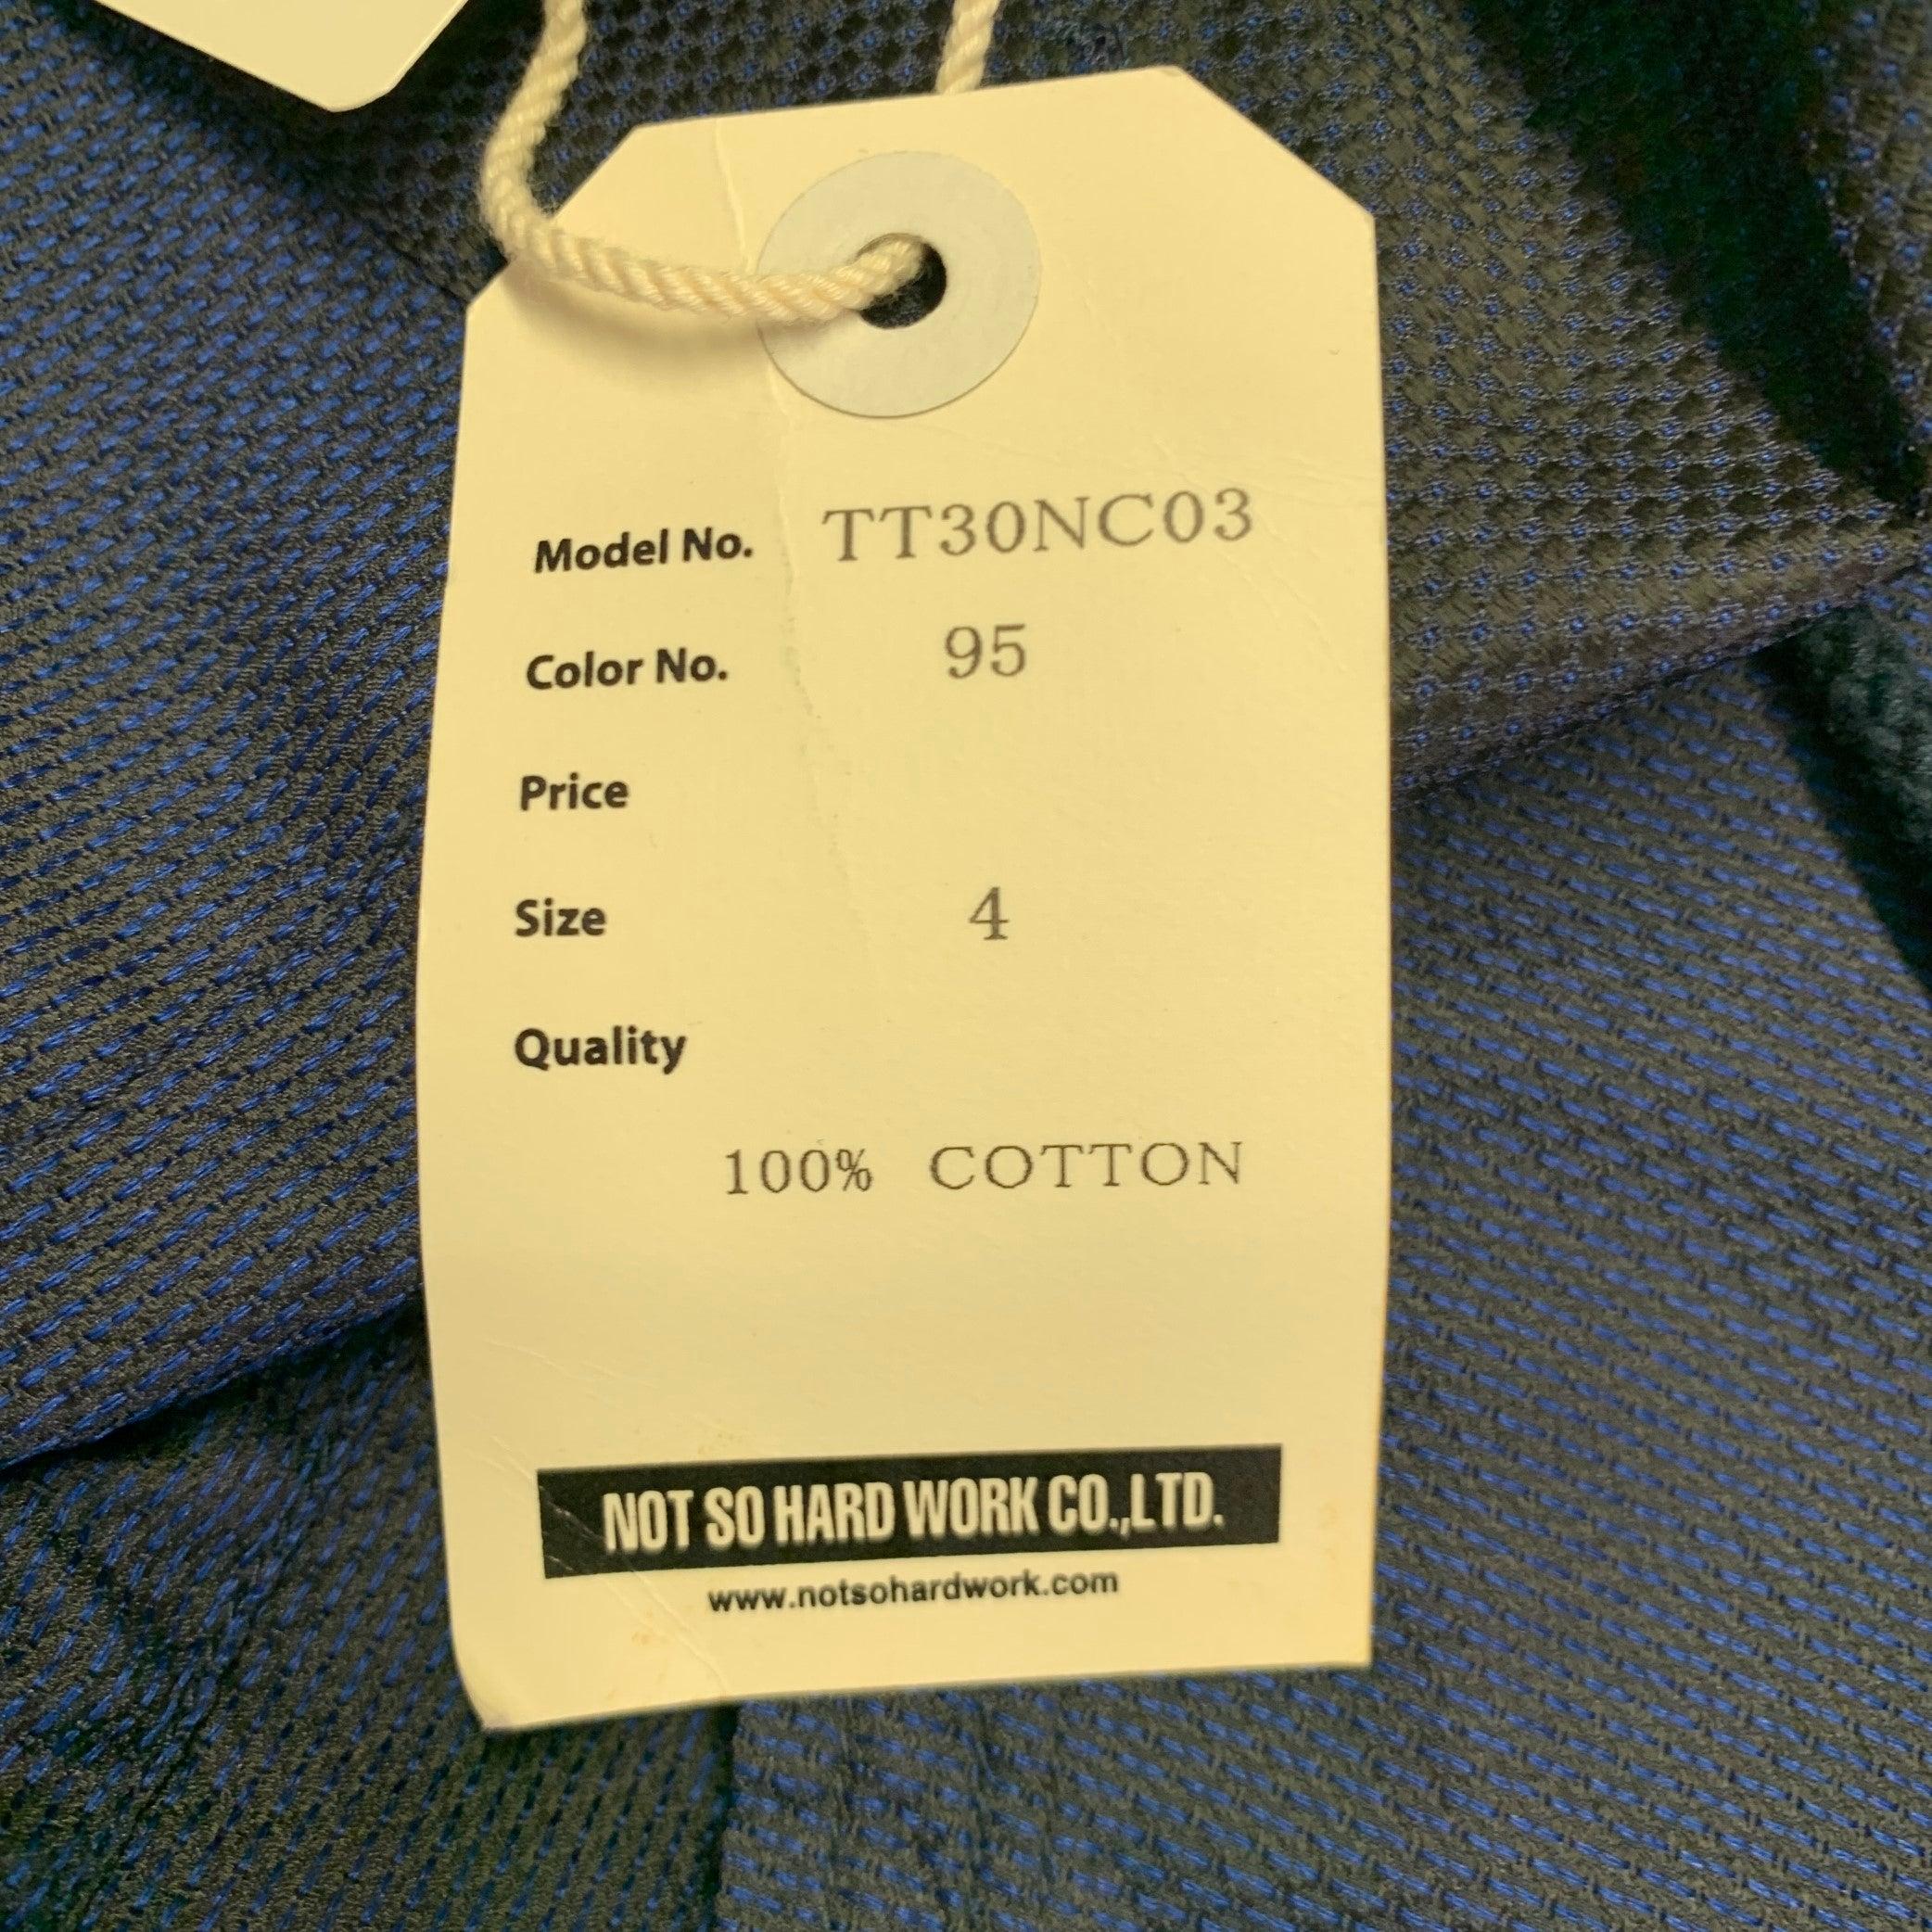 Model No. TT30NC03
Color No. 95
Price
Size 4
Quality
100% COTTON
NOT SO HARD WORK CO.,LTD.
www.notsohardwork.com